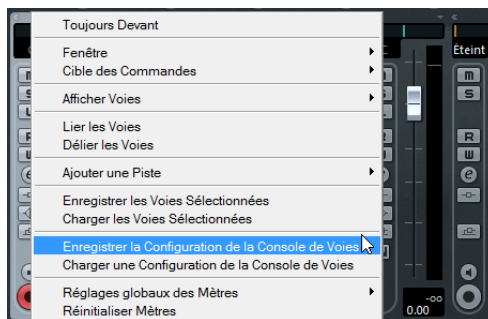 Toujours Devant
Fenêtre
Cible des Commandes
Afficher Voies
Lier les Voies
Délier les Voies
Ajouter une Piste
Enregistrer les Voies Sélectionnées
Charger les Voies Sélectionnées
Enregistrer la Configuration de la Console de Voies
Charger une Configuration de la Console de Voies
Réglages globaux des Mètres
Réinitialiser Mètres
Éteint
m
S
R
W
e
-oo
0.00